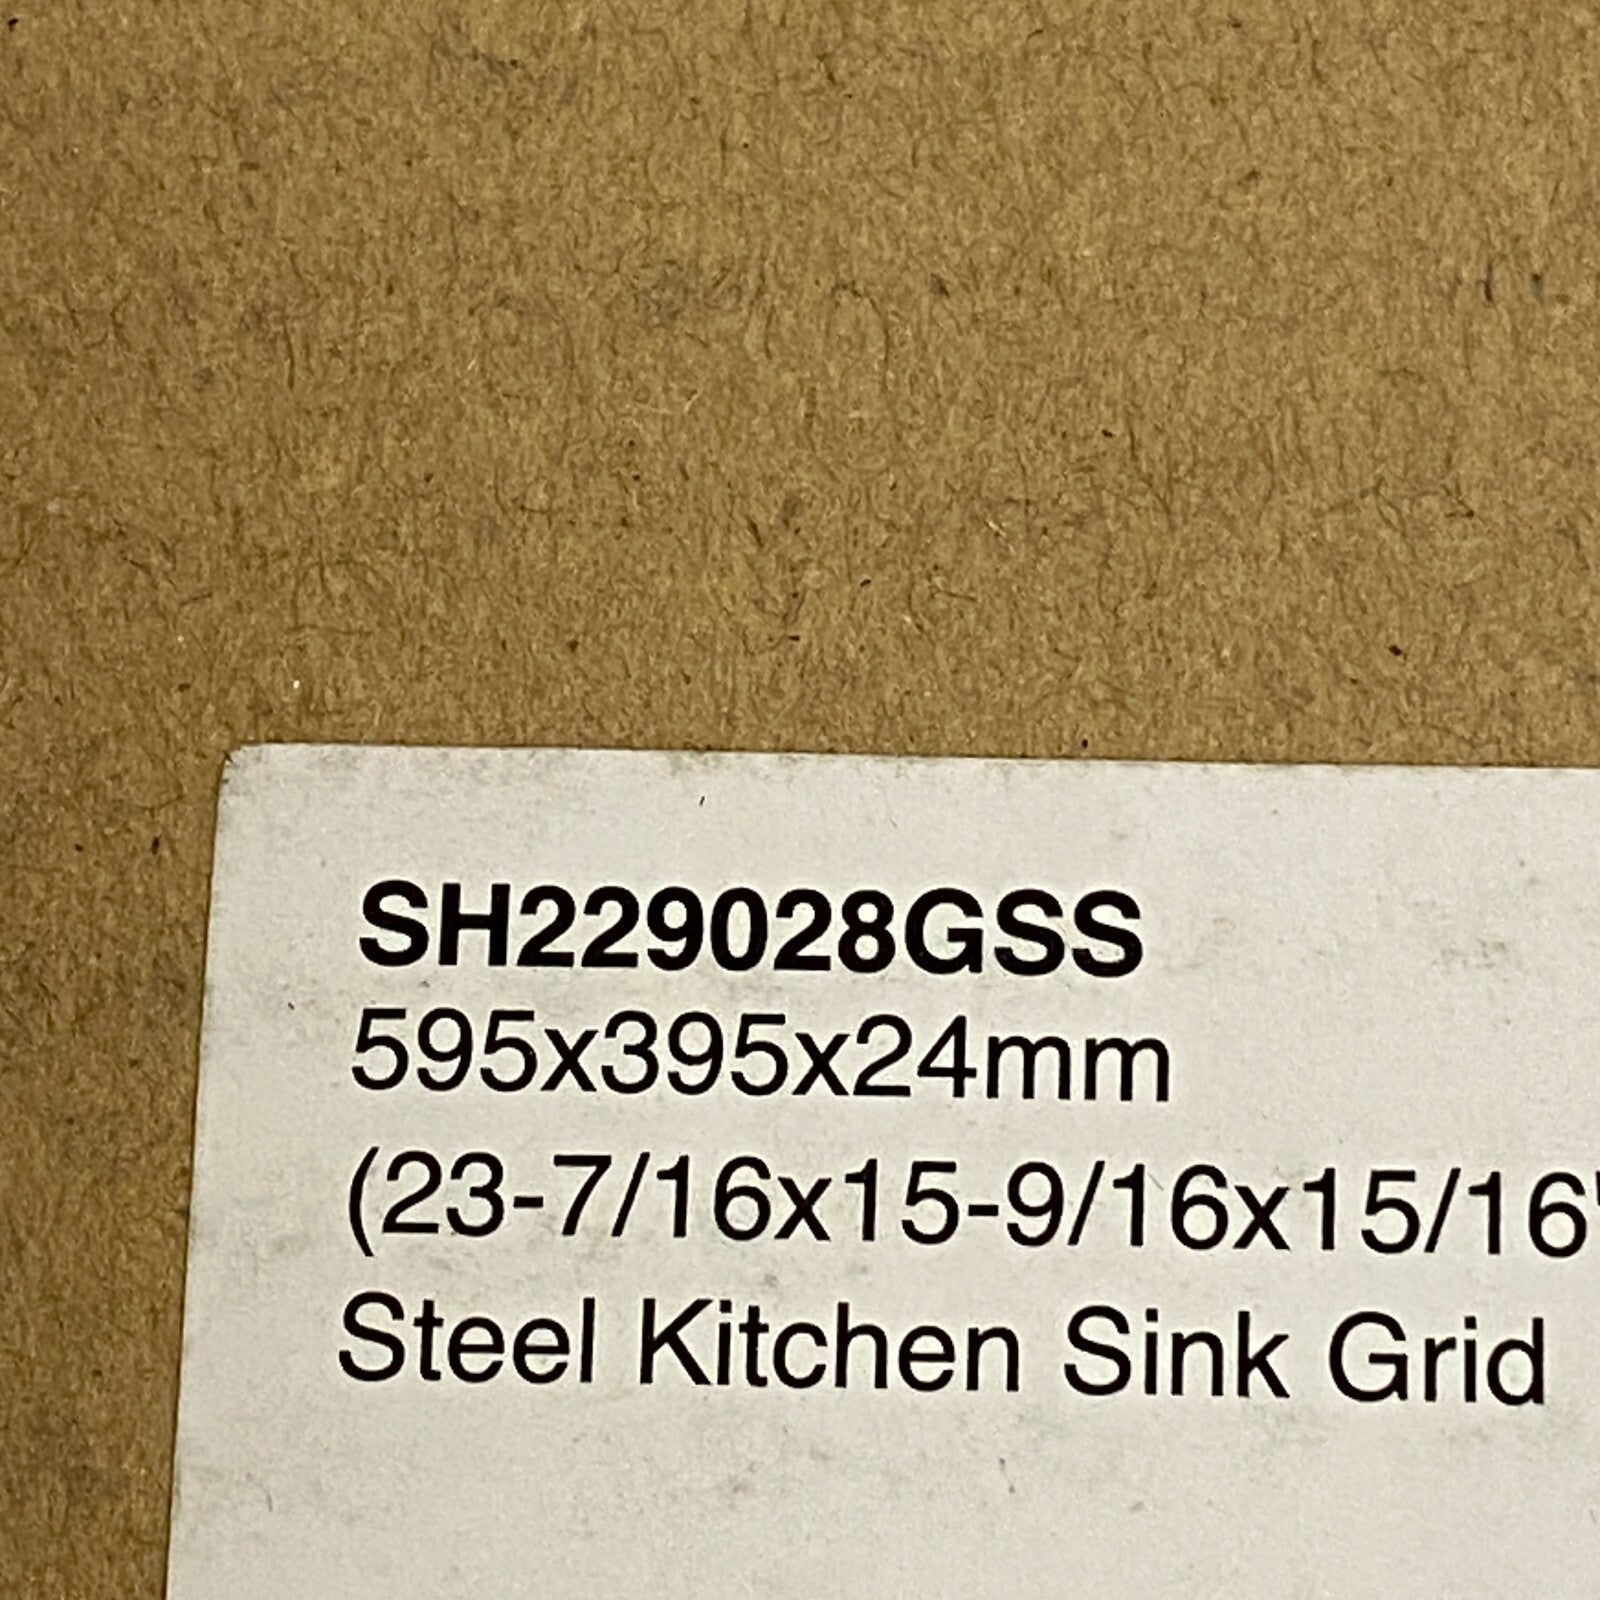 SH229028GSS
595x395x24mm
(23-7/16x15-9/16x15/16"
Steel Kitchen Sink Grid